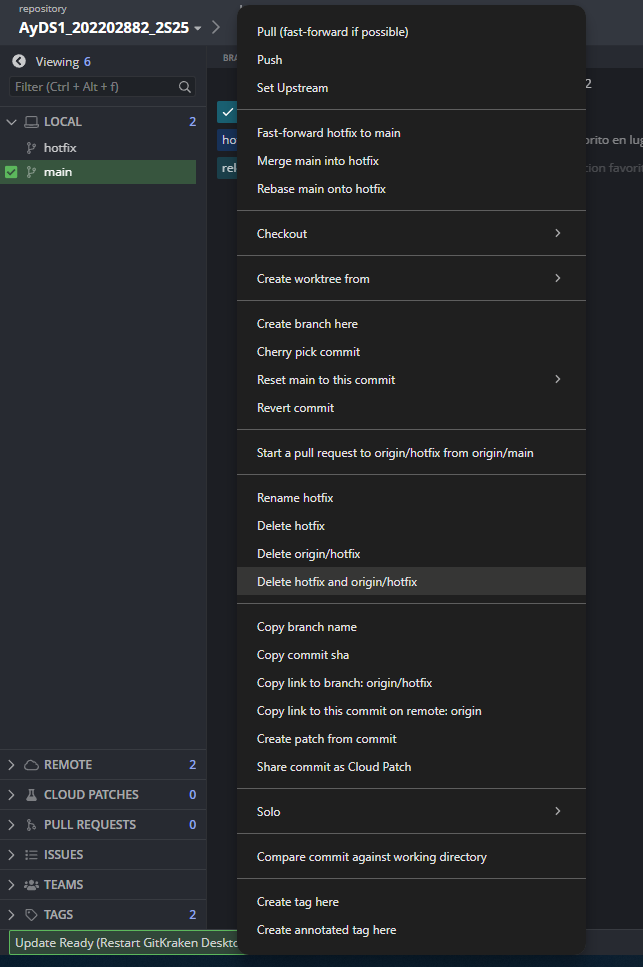 repository
AyDS1_202202882_2S25
Viewing 6
Filter (Ctrl + Alt + f)
LOCAL 2
hotfix
main
REMOTE 2
CLOUD PATCHES 0
PULL REQUESTS 0
ISSUES
TEAMS
TAGS 2
Update Ready (Restart GitKraken Deskto
BRA
ho
rel
Pull (fast-forward if possible)
Push
Set Upstream
Fast-forward hotfix to main
Merge main into hotfix
Rebase main onto hotfix
Checkout
Create worktree from
Create branch here
Cherry pick commit
Reset main to this commit
Revert commit
Start a pull request to origin/hotfix from origin/main
Rename hotfix
Delete hotfix
Delete origin/hotfix
Delete hotfix and origin/hotfix
Copy branch name
Copy commit sha
Copy link to branch: origin/hotfix
Copy link to this commit on remote: origin
Create patch from commit
Share commit as Cloud Patch
Solo
Compare commit against working directory
Create tag here
Create annotated tag here
2
orito en lug
cion favorit